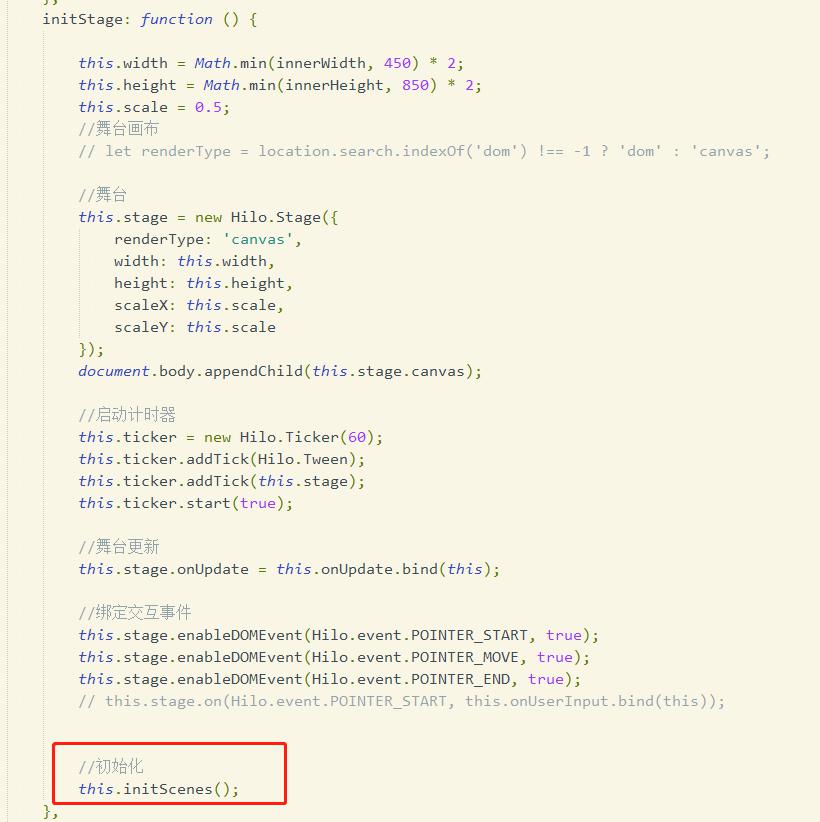 initStage: function () {
this.width = Math.min(innerWidth, 450) * 2;
this.height = Math.min(innerHeight, 850) * 2;
this.scale = 0.5;
//舞台画布
// let renderType = location.search.indexOf('dom') !== -1 ? 'dom' : 'canvas';
//舞台
this.stage = new Hilo.Stage({
renderType: 'canvas',
width: this.width,
height: this.height,
scaleX: this.scale,
scaleY: this.scale
});
document.body.appendChild(this.stage.canvas);
//启动计时器
this.ticker = new Hilo.Ticker(60);
this.ticker.addTick(Hilo.Tween);
this.ticker.addTick(this.stage);
this.ticker.start(true);
//舞台更新
this.stage.onUpdate = this.onUpdate.bind(this);
//绑定交互事件
this.stage.enableDOMEvent(Hilo.event.POINTER_START, true);
this.stage.enableDOMEvent(Hilo.event.POINTER_MOVE, true);
this.stage.enableDOMEvent(Hilo.event.POINTER_END, true);
// this.stage.on(Hilo.event.POINTER_START, this.onUserInput.bind(this));
//初始化
this.initScenes();
},